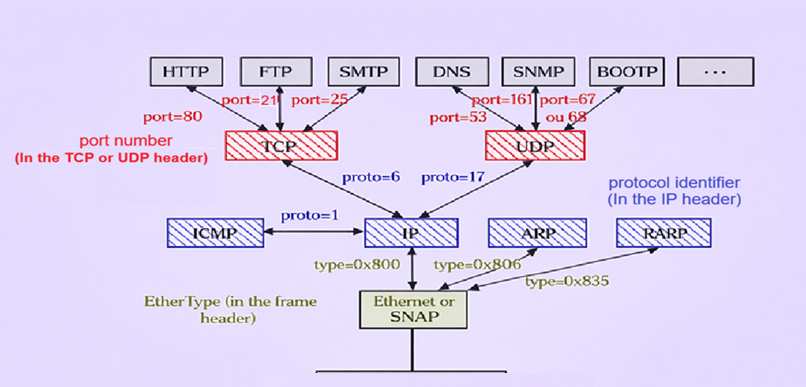 HTTP FTP SMTP DNS SNMP BOOTP ...
port=80 port=21 port=25 port=53 port=161 port=67
ou 68
port number
(In the TCP or UDP header)
TCP UDP
proto=6 proto=17
protocol identifier
(In the IP header)
proto=1
ICMP IP ARP RARP
type=0x800 type=0x806
type=0x835
EtherType (in the frame
header)
Ethernet or
SNAP